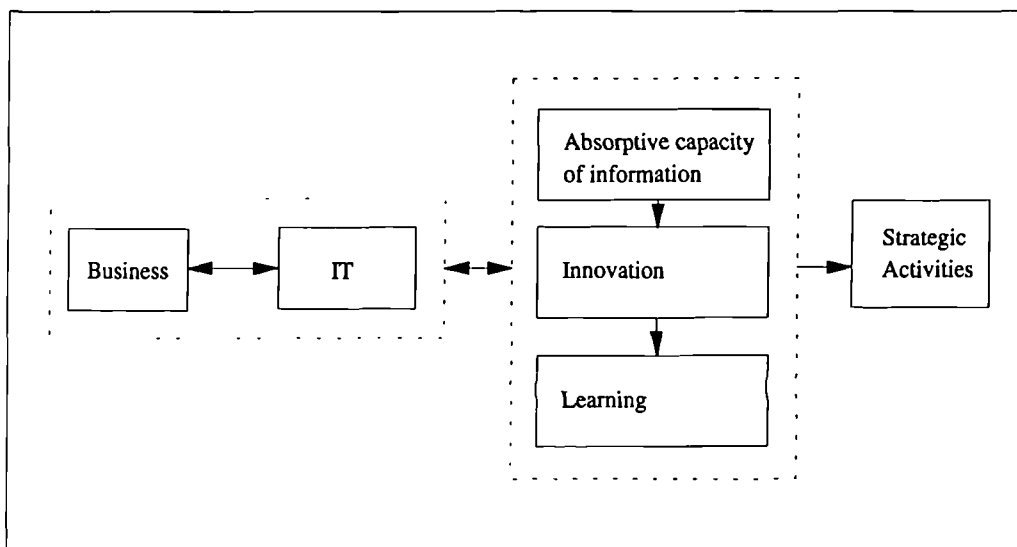 Business
IT
Absorptive capacity
of information
Innovation
Learning
Strategic
Activities